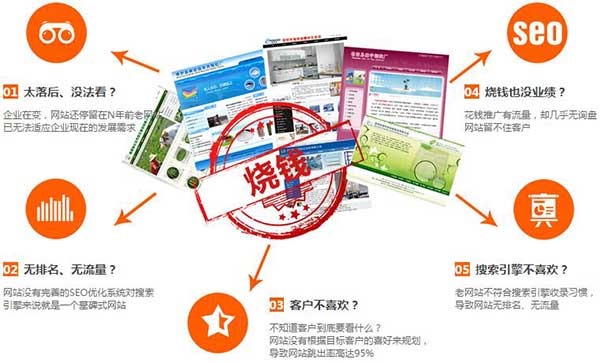 seo
01 太落后、没法看？
企业在变，网站还停留在N年前老网
已无法适应企业现在的发展需求
04 烧钱也没业绩？
花钱推广有流量，却几乎无询盘
网站留不住客户
烧钱
02 无排名、无流量？
网站没有完善的SEO优化系统对搜索
引擎来说就是一个墓碑式网站
05 搜索引擎不喜欢？
老网站不符合搜索引擎收录习惯，
导致网站无排名、无流量
03 客户不喜欢？
不知道客户到底要看什么？
网站没有根据目标客户的喜好来规划，
导致网站跳出率高达95%